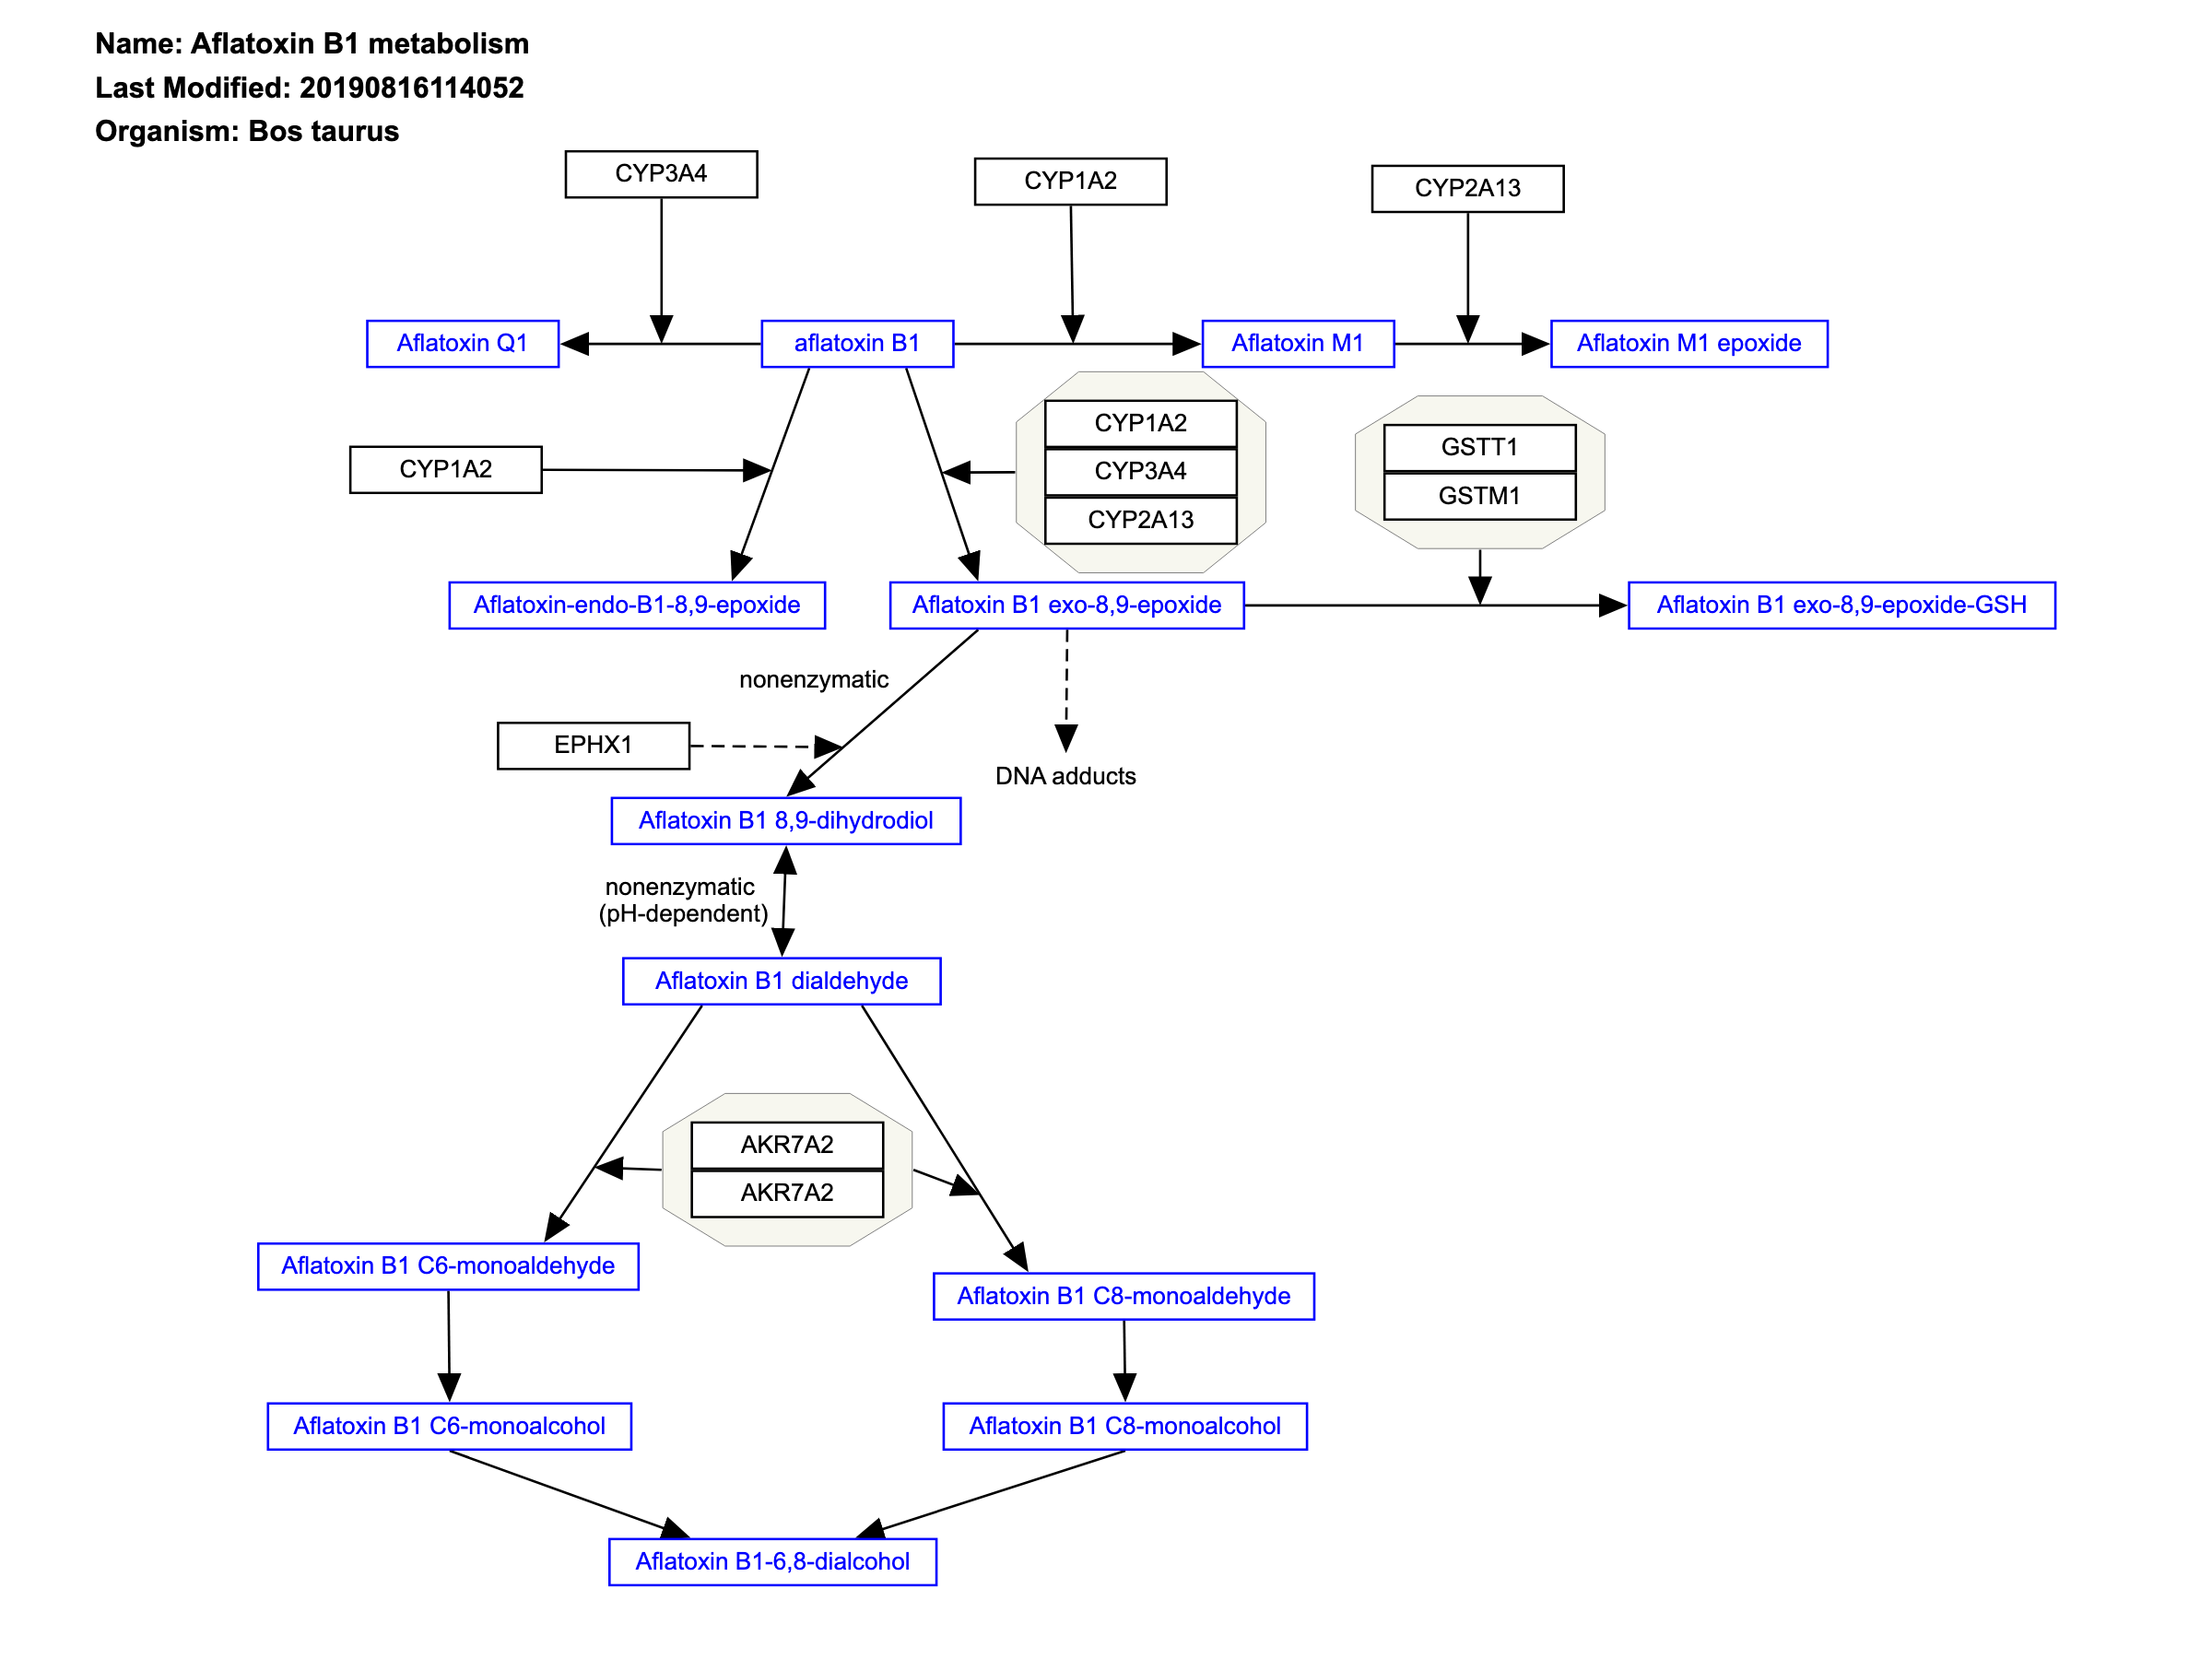 Name: Aflatoxin B1 metabolism
Last Modified: 20190816114052
Organism: Bos taurus
CYP3A4
CYP1A2
CYP2A13
Aflatoxin Q1
aflatoxin B1
Aflatoxin M1
Aflatoxin M1 epoxide
CYP1A2
CYP1A2
CYP3A4
CYP2A13
GSTT1
GSTM1
Aflatoxin-endo-B1-8,9-epoxide
Aflatoxin B1 exo-8,9-epoxide
Aflatoxin B1 exo-8,9-epoxide-GSH
nonenzymatic
EPHX1
DNA adducts
Aflatoxin B1 8,9-dihydrodiol
nonenzymatic
(pH-dependent)
Aflatoxin B1 dialdehyde
AKR7A2
AKR7A2
Aflatoxin B1 C6-monoaldehyde
Aflatoxin B1 C8-monoaldehyde
Aflatoxin B1 C6-monoalcohol
Aflatoxin B1 C8-monoalcohol
Aflatoxin B1-6,8-dialcohol